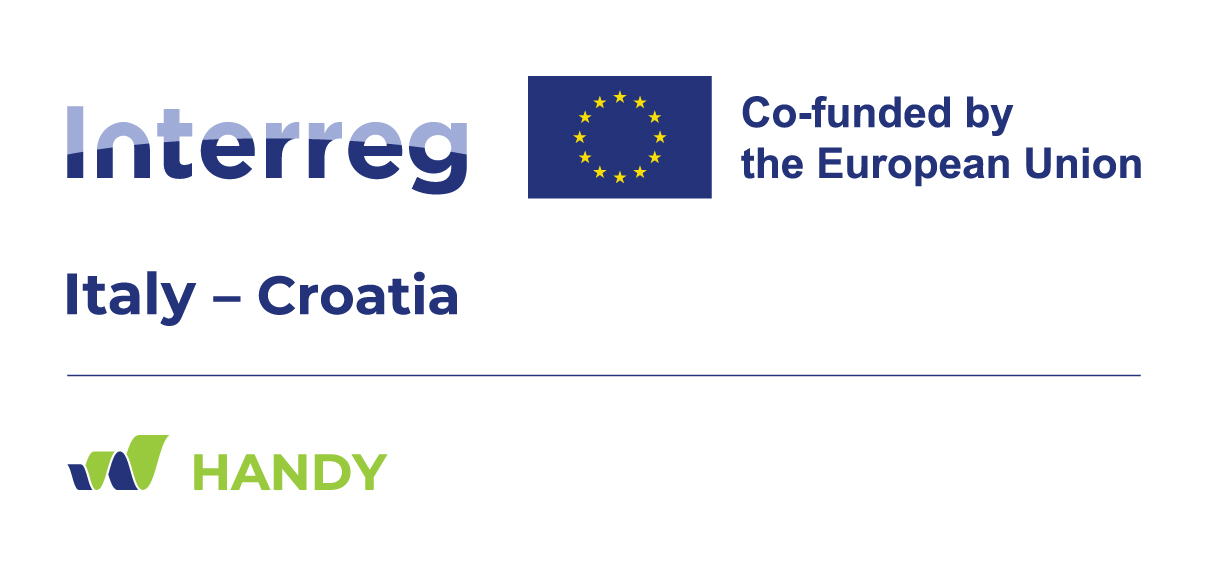 Interreg
Co-funded by
the European Union
Italy – Croatia
HANDY